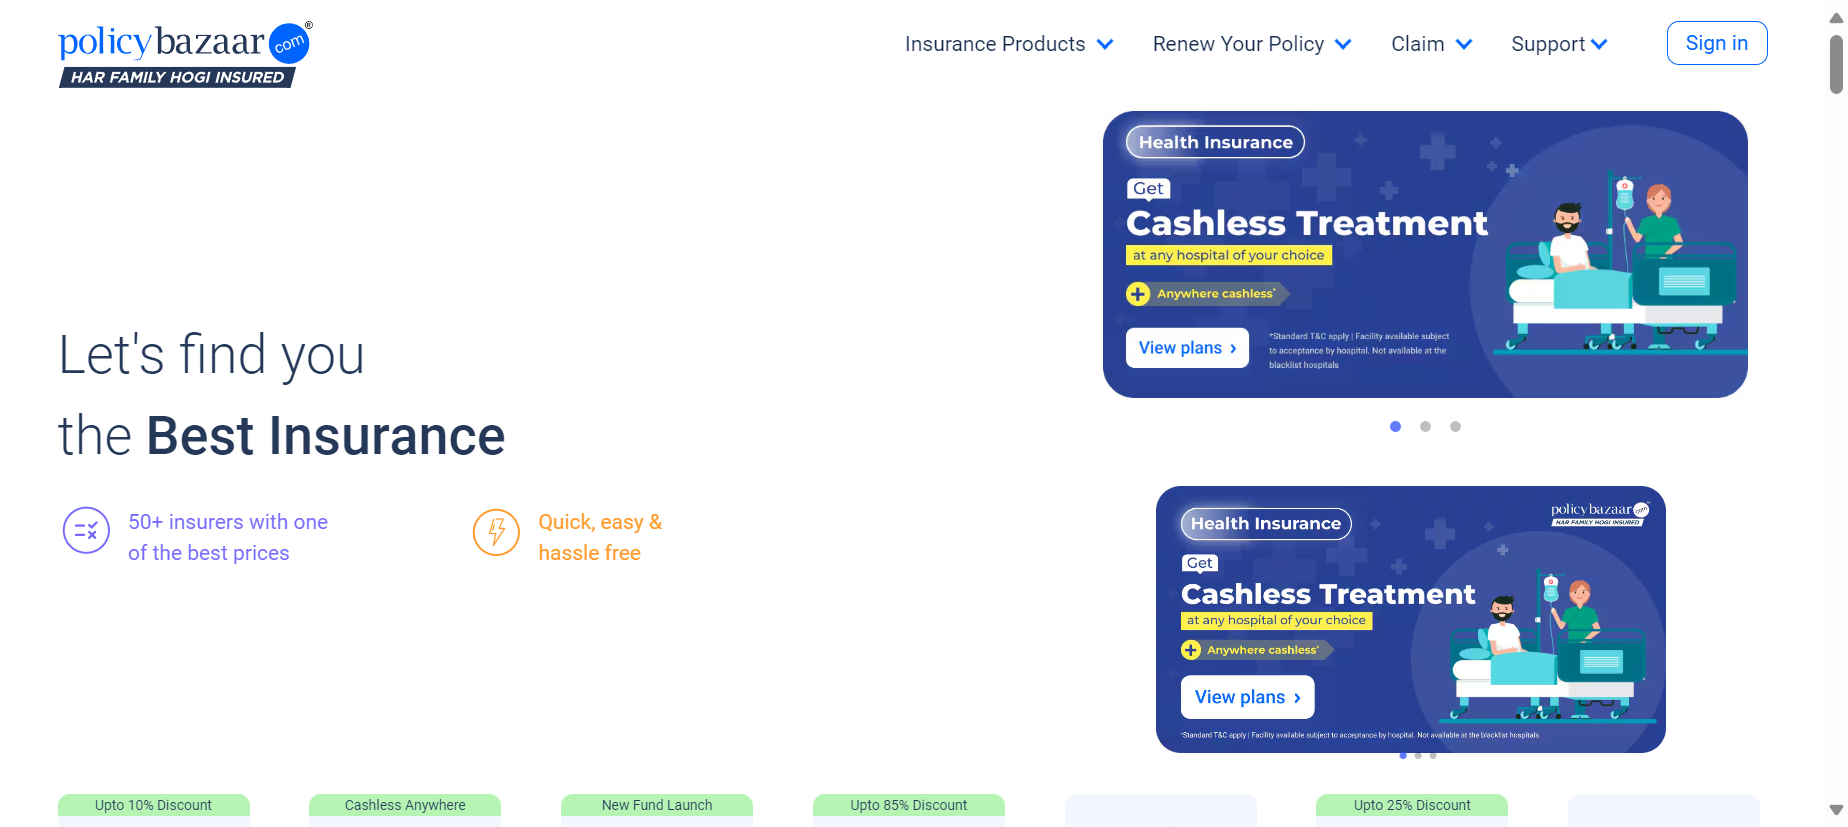 policybazaar com ®
HAR FAMILY HOGI INSURED
Insurance Products
Renew Your Policy
Claim
Support
Sign in
Health Insurance
Get
Cashless Treatment
at any hospital of your choice
Anywhere cashless*
View plans ›
*Standard T&C apply | Facility available subject
to acceptance by hospital. Not available at the
blacklist hospitals
Let's find you
the Best Insurance
50+ insurers with one
of the best prices
Quick, easy &
hassle free
policybazaar com
HAR FAMILY HOGI INSURED
Health Insurance
Get
Cashless Treatment
at any hospital of your choice
Anywhere cashless*
View plans ›
*Standard T&C apply | Facility available subject to acceptance by hospital. Not available at the blacklist hospitals
Upto 10% Discount
Cashless Anywhere
New Fund Launch
Upto 85% Discount
Upto 25% Discount